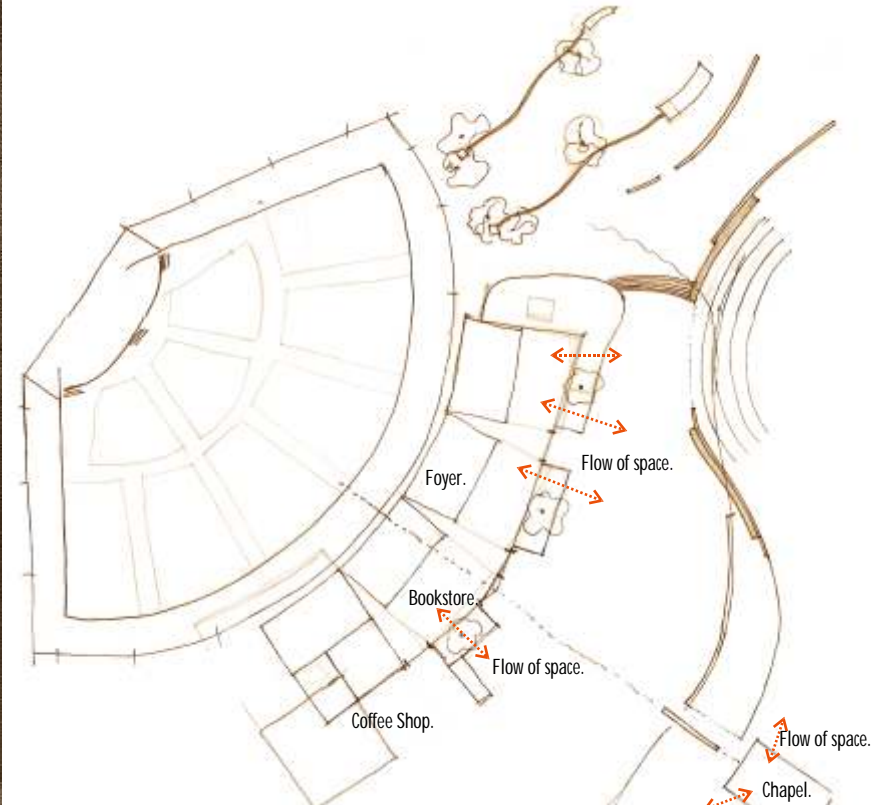 Flow of space.
Foyer.
Bookstore.
Flow of space.
Coffee Shop.
Flow of space.
Chapel.